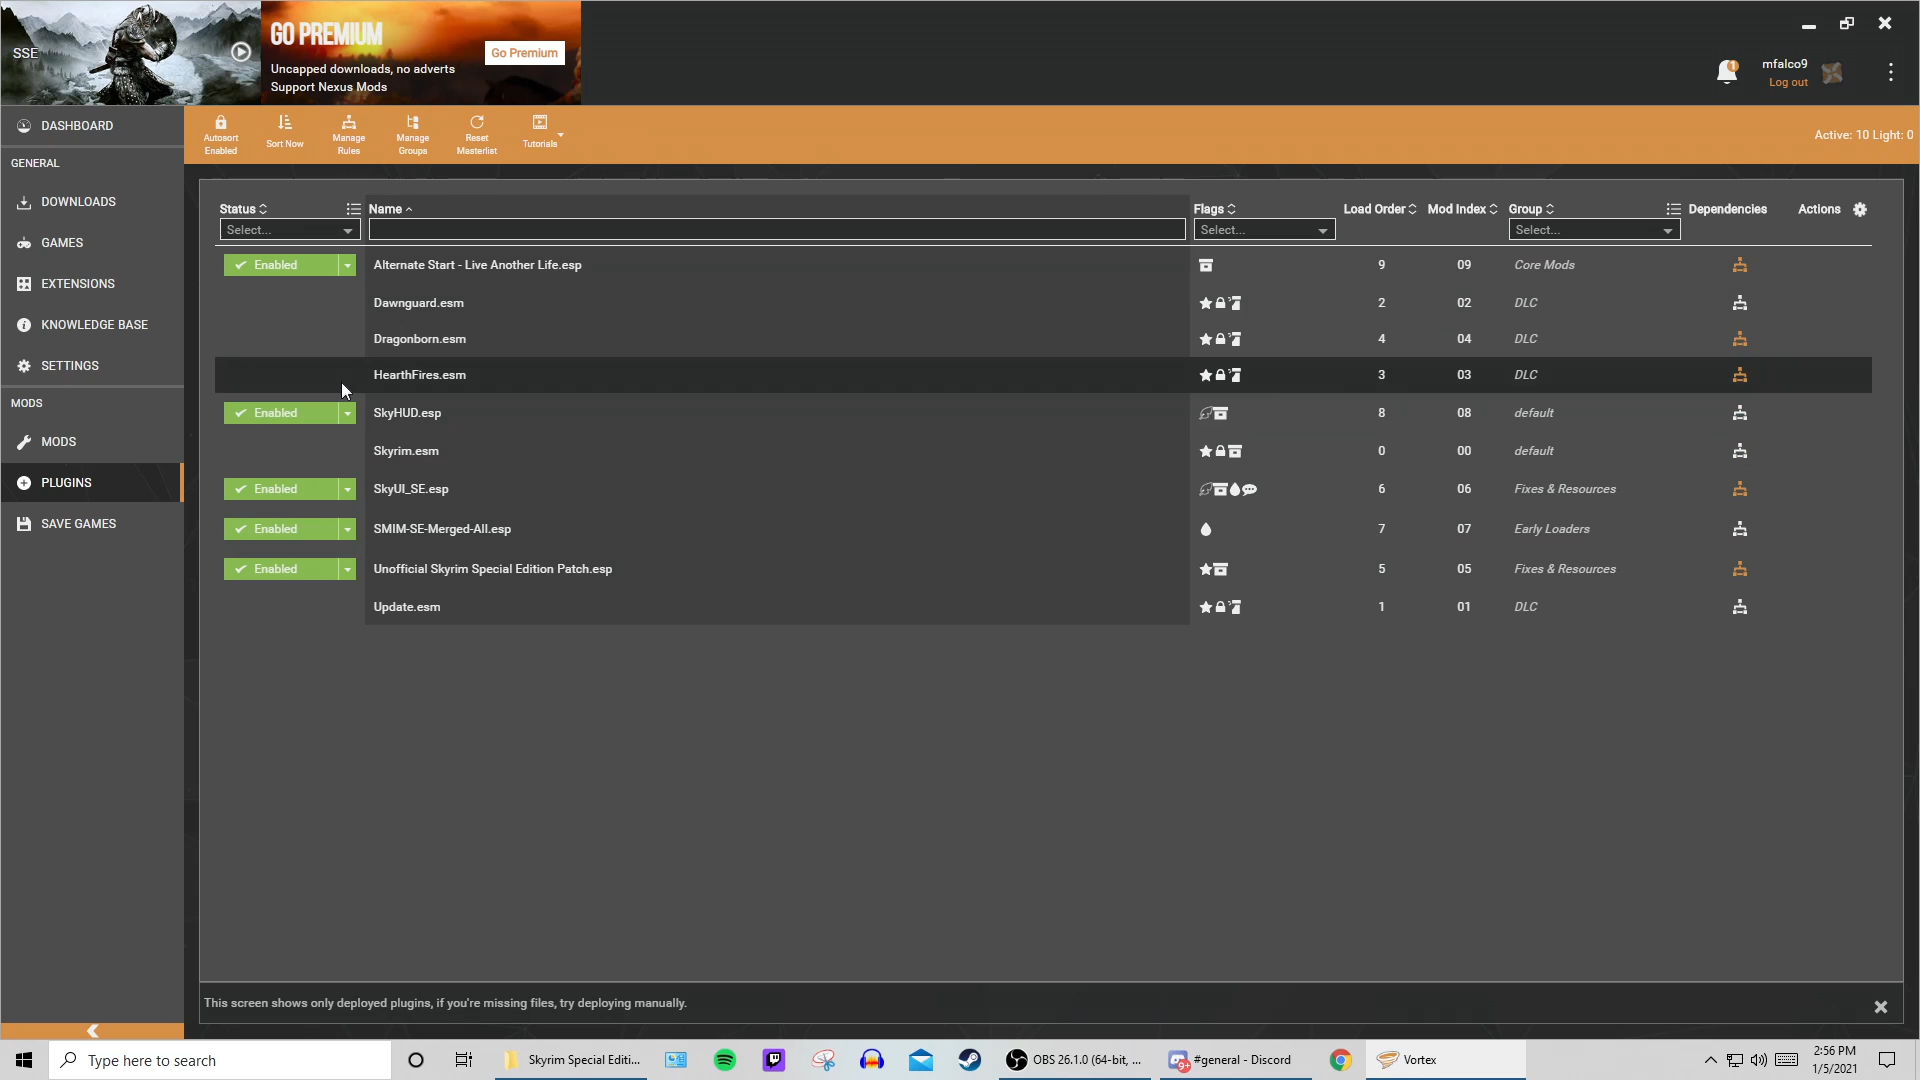 SSE
GO PREMIUM
Uncapped downloads, no adverts
Support Nexus Mods
Go Premium
1
mfalco9
Log out
DASHBOARD
GENERAL
DOWNLOADS
GAMES
EXTENSIONS
KNOWLEDGE BASE
SETTINGS
MODS
MODS
PLUGINS
SAVE GAMES
Autosort
Enabled
Sort Now
Manage
Rules
Manage
Groups
Reset
Masterlist
Tutorials
Active: 10 Light: 0
Status Name Flags Load Order Mod Index Group Dependencies Actions
Select... Select... Select...
Enabled Alternate Start - Live Another Life.esp 9 09 Core Mods
Dawnguard.esm 2 02 DLC
Dragonborn.esm 4 04 DLC
HearthFires.esm 3 03 DLC
Enabled SkyHUD.esp 8 08 default
Skyrim.esm 0 00 default
Enabled SkyUI_SE.esp 6 06 Fixes & Resources
Enabled SMIM-SE-Merged-All.esp 7 07 Early Loaders
Enabled Unofficial Skyrim Special Edition Patch.esp 5 05 Fixes & Resources
Update.esm 1 01 DLC
This screen shows only deployed plugins, if you're missing files, try deploying manually.
Type here to search
Skyrim Special Editi...
OBS 26.1.0 (64-bit, ...
9+
#general - Discord
Vortex
2:56 PM
1/5/2021